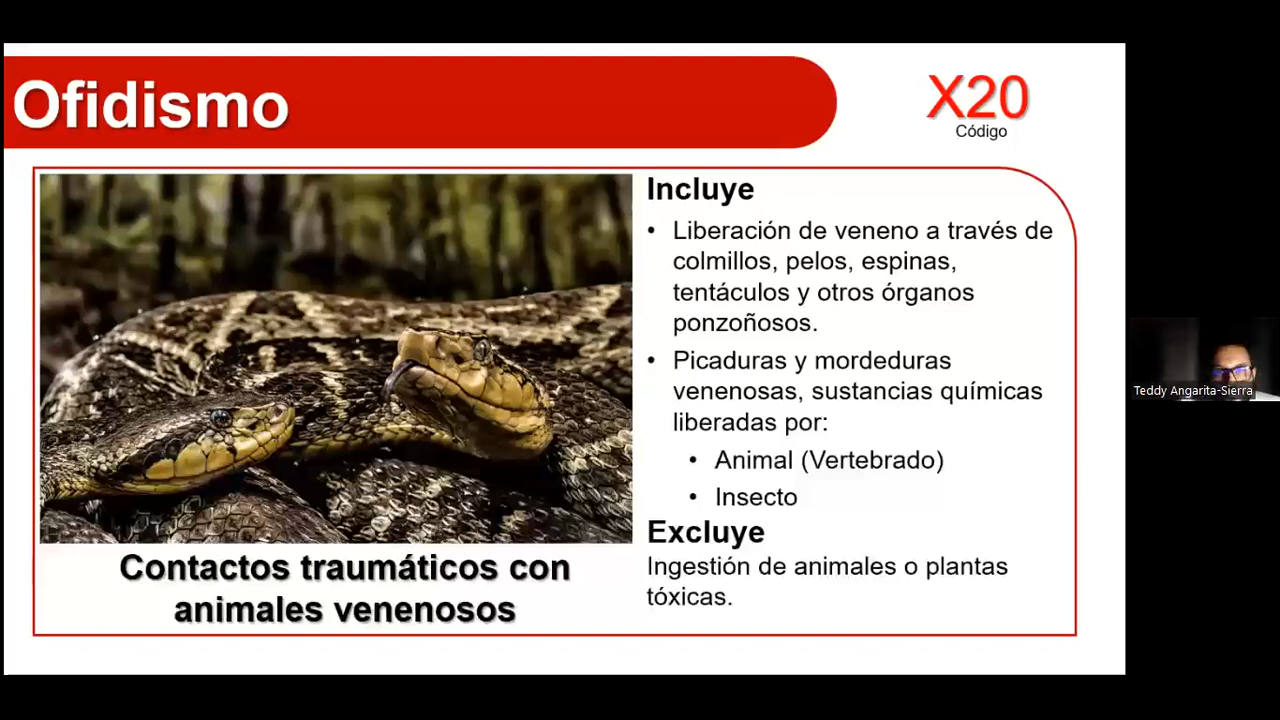 Ofidismo
X20
Código
Incluye
• Liberación de veneno a través de
colmillos, pelos, espinas,
tentáculos y otros órganos
ponzoñosos.
• Picaduras y mordeduras
venenosas, sustancias químicas
liberadas por:
• Animal (Vertebrado)
• Insecto
Excluye
Ingestión de animales o plantas
tóxicas.
Contactos traumáticos con
animales venenosos
Teddy Angarita-Sierra